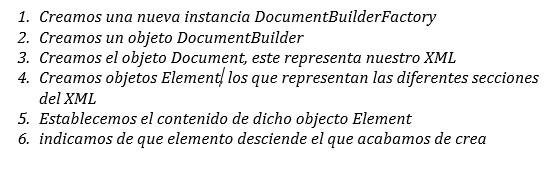 1. Creamos una nueva instancia DocumentBuilderFactory
2. Creamos un objeto DocumentBuilder
3. Creamos el objeto Document, este representa nuestro XML
4. Creamos objetos Element, los que representan las diferentes secciones
del XML
5. Establecemos el contenido de dicho objecto Element
6. indicamos de que elemento desciende el que acabamos de crea